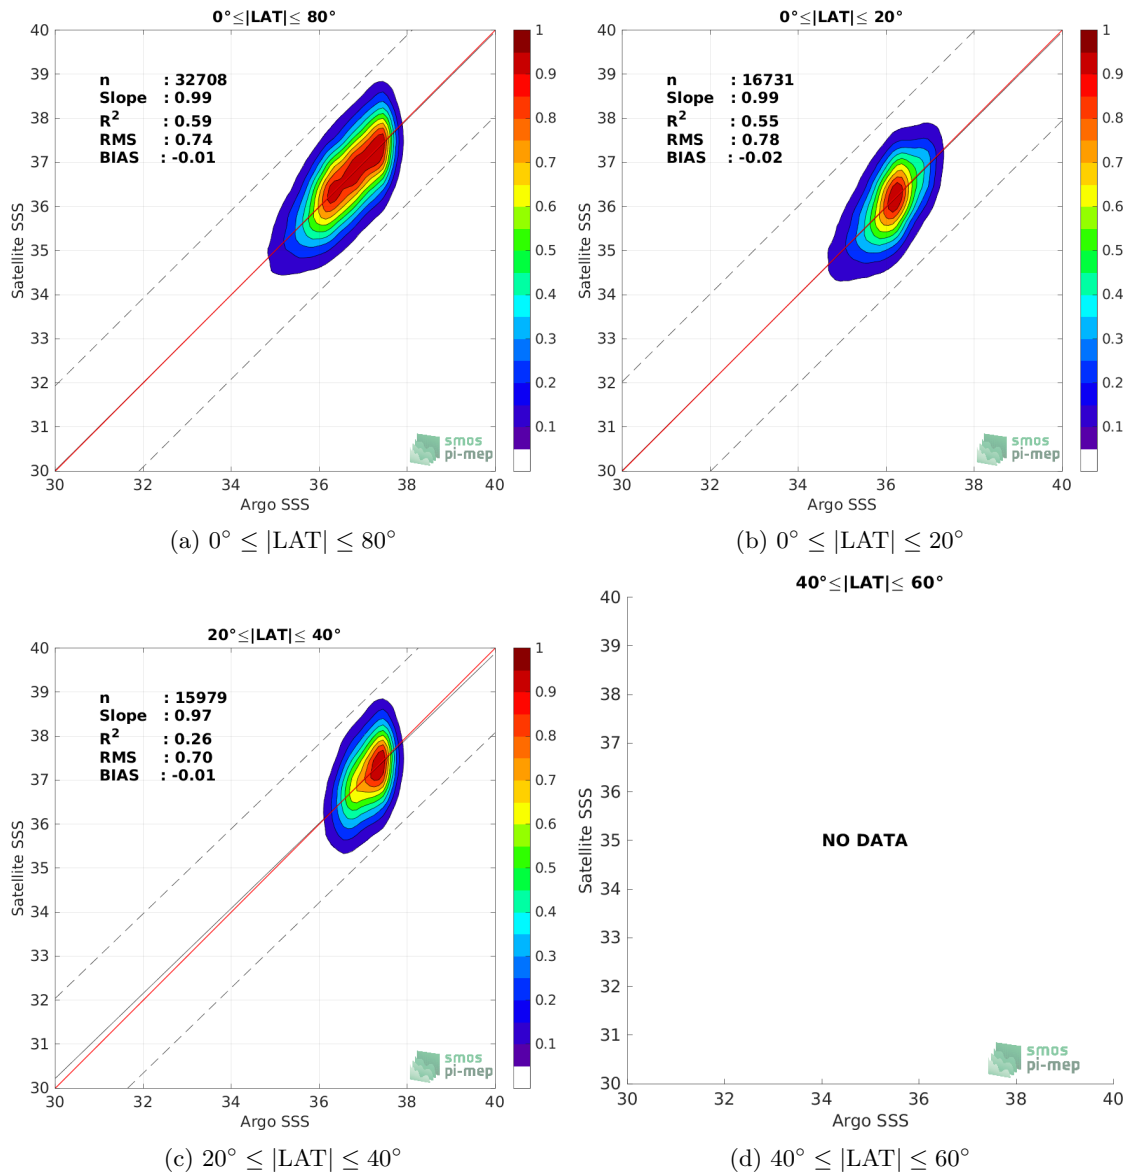 0°≤|LAT|≤ 80°
40
39
38
37
36
35
34
33
32
31
30
Satellite SSS
n : 32708
Slope : 0.99
R² : 0.59
RMS : 0.74
BIAS : -0.01
smos
pi-mep
30 32 34 36 38 40
Argo SSS
1
0.9
0.8
0.7
0.6
0.5
0.4
0.3
0.2
0.1
(a) 0° ≤ |LAT| ≤ 80°
0°≤|LAT|≤ 20°
40
39
38
37
36
35
34
33
32
31
30
Satellite SSS
n : 16731
Slope : 0.99
R² : 0.55
RMS : 0.78
BIAS : -0.02
smos
pi-mep
30 32 34 36 38 40
Argo SSS
1
0.9
0.8
0.7
0.6
0.5
0.4
0.3
0.2
0.1
(b) 0° ≤ |LAT| ≤ 20°
20°≤|LAT|≤ 40°
40
39
38
37
36
35
34
33
32
31
30
Satellite SSS
n : 15979
Slope : 0.97
R² : 0.26
RMS : 0.70
BIAS : -0.01
smos
pi-mep
30 32 34 36 38 40
Argo SSS
1
0.9
0.8
0.7
0.6
0.5
0.4
0.3
0.2
0.1
(c) 20° ≤ |LAT| ≤ 40°
40°≤|LAT|≤ 60°
40
39
38
37
36
35
34
33
32
31
30
Satellite SSS
NO DATA
smos
pi-mep
30 32 34 36 38 40
Argo SSS
(d) 40° ≤ |LAT| ≤ 60°